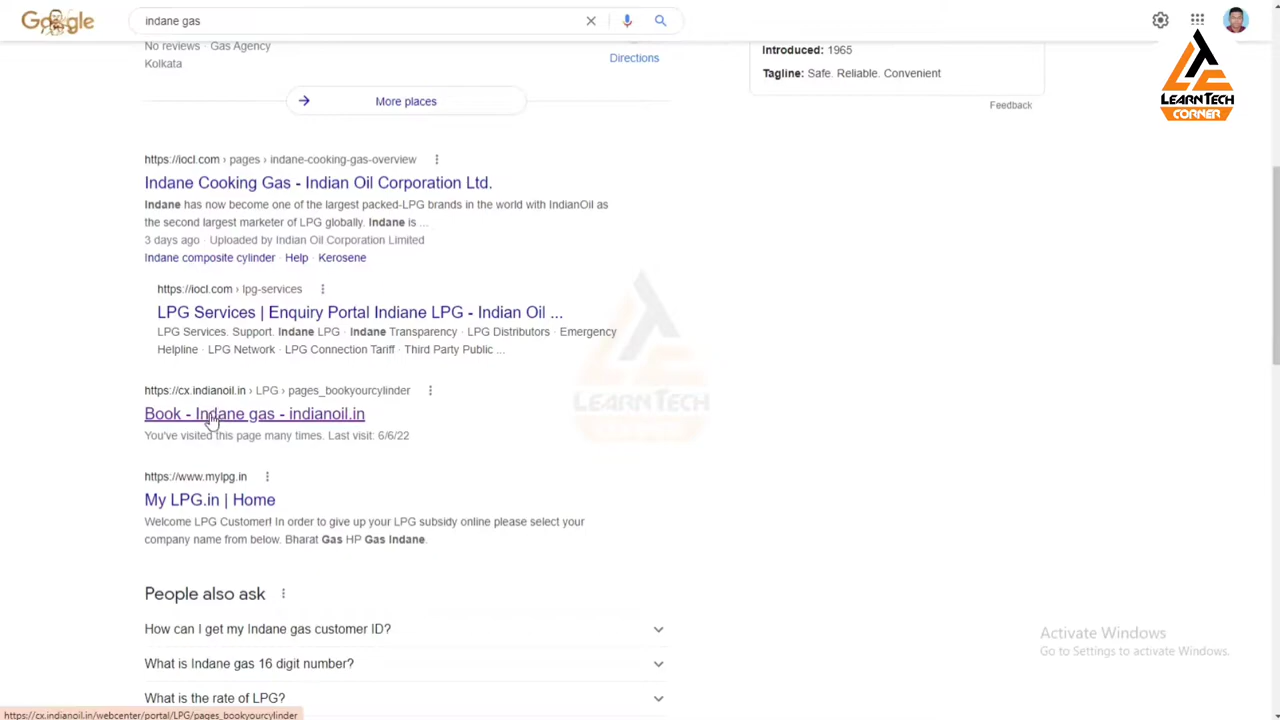 Google
indane gas
No reviews · Gas Agency
Kolkata
Directions
More places
Introduced: 1965
Tagline: Safe. Reliable. Convenient
Feedback
LEARNTECH
CORNER
https://iocl.com › pages › indane-cooking-gas-overview
Indane Cooking Gas - Indian Oil Corporation Ltd.
Indane has now become one of the largest packed-LPG brands in the world with IndianOil as
the second largest marketer of LPG globally. Indane is ...
3 days ago · Uploaded by Indian Oil Corporation Limited
Indane composite cylinder · Help · Kerosene
https://iocl.com › lpg-services
LPG Services | Enquiry Portal Indiane LPG - Indian Oil ...
LPG Services. Support. Indane LPG · Indane Transparency · LPG Distributors · Emergency
Helpline · LPG Network · LPG Connection Tariff · Third Party Public ...
https://cx.indianoil.in › LPG › pages_bookyourcylinder
Book - Indane gas - indianoil.in
You've visited this page many times. Last visit: 6/6/22
LEARNTECH
CORNER
https://www.mylpg.in
My LPG.in | Home
Welcome LPG Customer! In order to give up your LPG subsidy online please select your
company name from below. Bharat Gas HP Gas Indane.
People also ask
How can I get my Indane gas customer ID?
What is Indane gas 16 digit number?
What is the rate of LPG?
Activate Windows
Go to Settings to activate Windows.
https://cx.indianoil.in/webcenter/portal/LPG/pages_bookyourcylinder